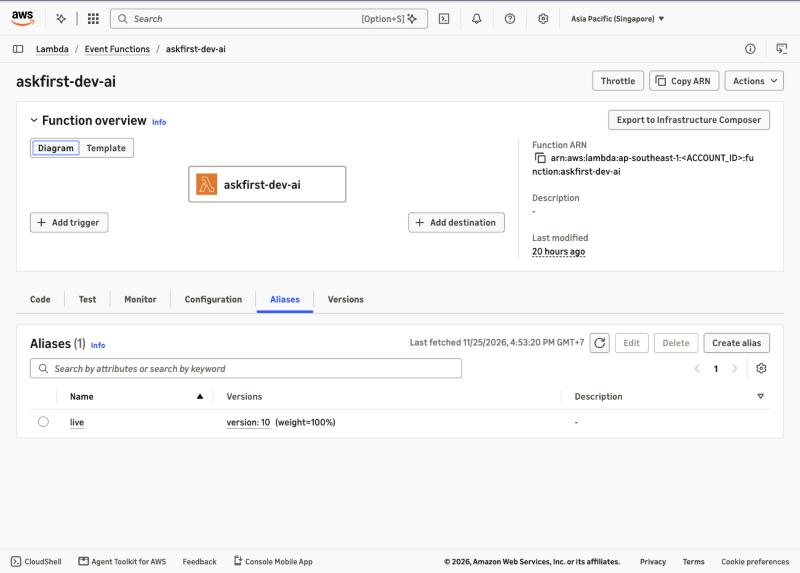 aws
Search [Option+S]
Asia Pacific (Singapore)
Lambda / Event Functions / askfirst-dev-ai
askfirst-dev-ai
Throttle Copy ARN Actions
Function overview Info
Export to Infrastructure Composer
Diagram Template
askfirst-dev-ai
Add trigger
Add destination
Function ARN
arn:aws:lambda:ap-southeast-1:<ACCOUNT_ID>:fu
nction:askfirst-dev-ai
Description
-
Last modified
20 hours ago
Code Test Monitor Configuration Aliases Versions
Aliases (1) Info
Last fetched 11/25/2026, 4:53:20 PM GMT+7
Edit Delete Create alias
Search by attributes or search by keyword
1
Name Versions Description
live version: 10 (weight=100%) -
CloudShell Agent Toolkit for AWS Feedback Console Mobile App © 2026, Amazon Web Services, Inc. or its affiliates. Privacy Terms Cookie preferences